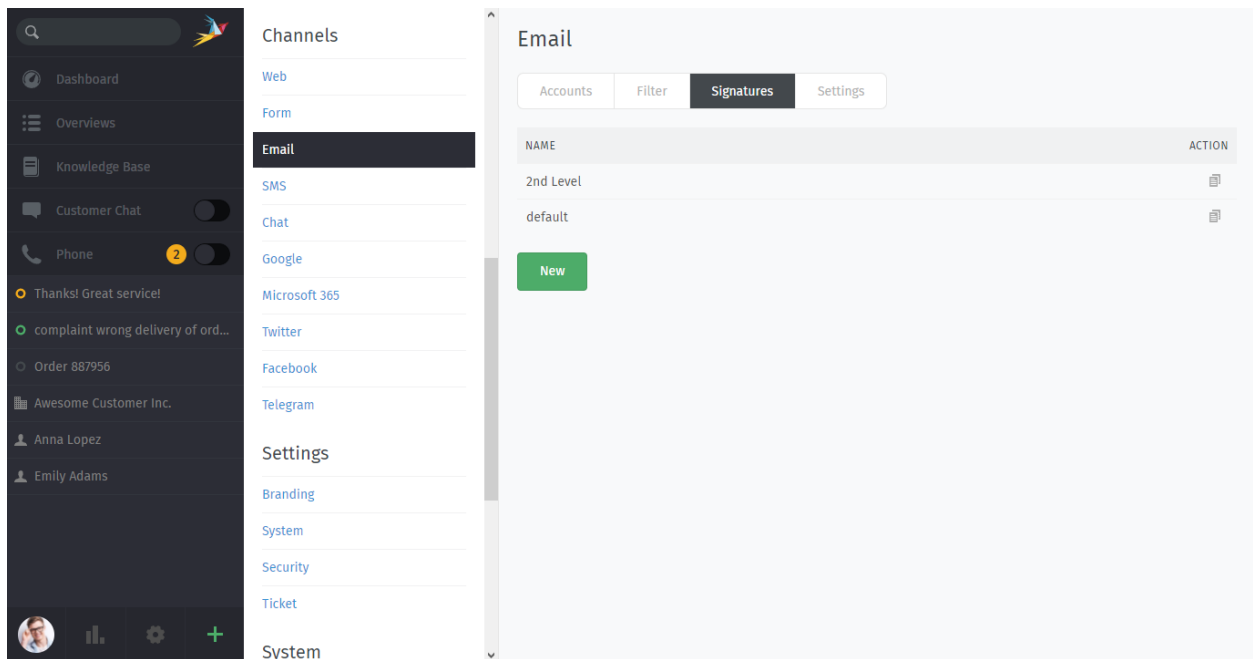 Dashboard
Overviews
Knowledge Base
Customer Chat
Phone 2
Thanks! Great service!
complaint wrong delivery of ord...
Order 887956
Awesome Customer Inc.
Anna Lopez
Emily Adams
Channels
Web
Form
Email
SMS
Chat
Google
Microsoft 365
Twitter
Facebook
Telegram
Settings
Branding
System
Security
Ticket
System
Email
Accounts Filter Signatures Settings
NAME ACTION
2nd Level
default
New